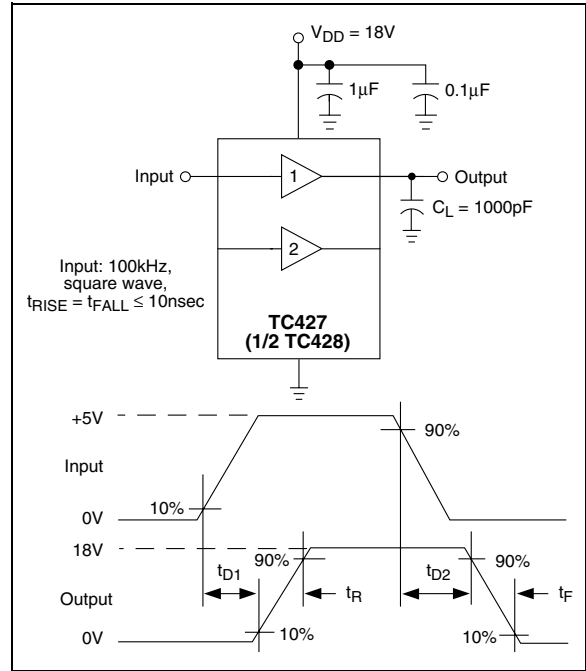 V_DD = 18V
1μF
0.1μF
Input
1
Output
C_L = 1000pF
2
Input: 100kHz,
square wave,
t_RISE = t_FALL ≤ 10nsec
TC427
(1/2 TC428)
+5V
90%
Input
10%
0V
18V
90%
t_D1
t_R
t_D2
90%
t_F
Output
0V
10%
10%